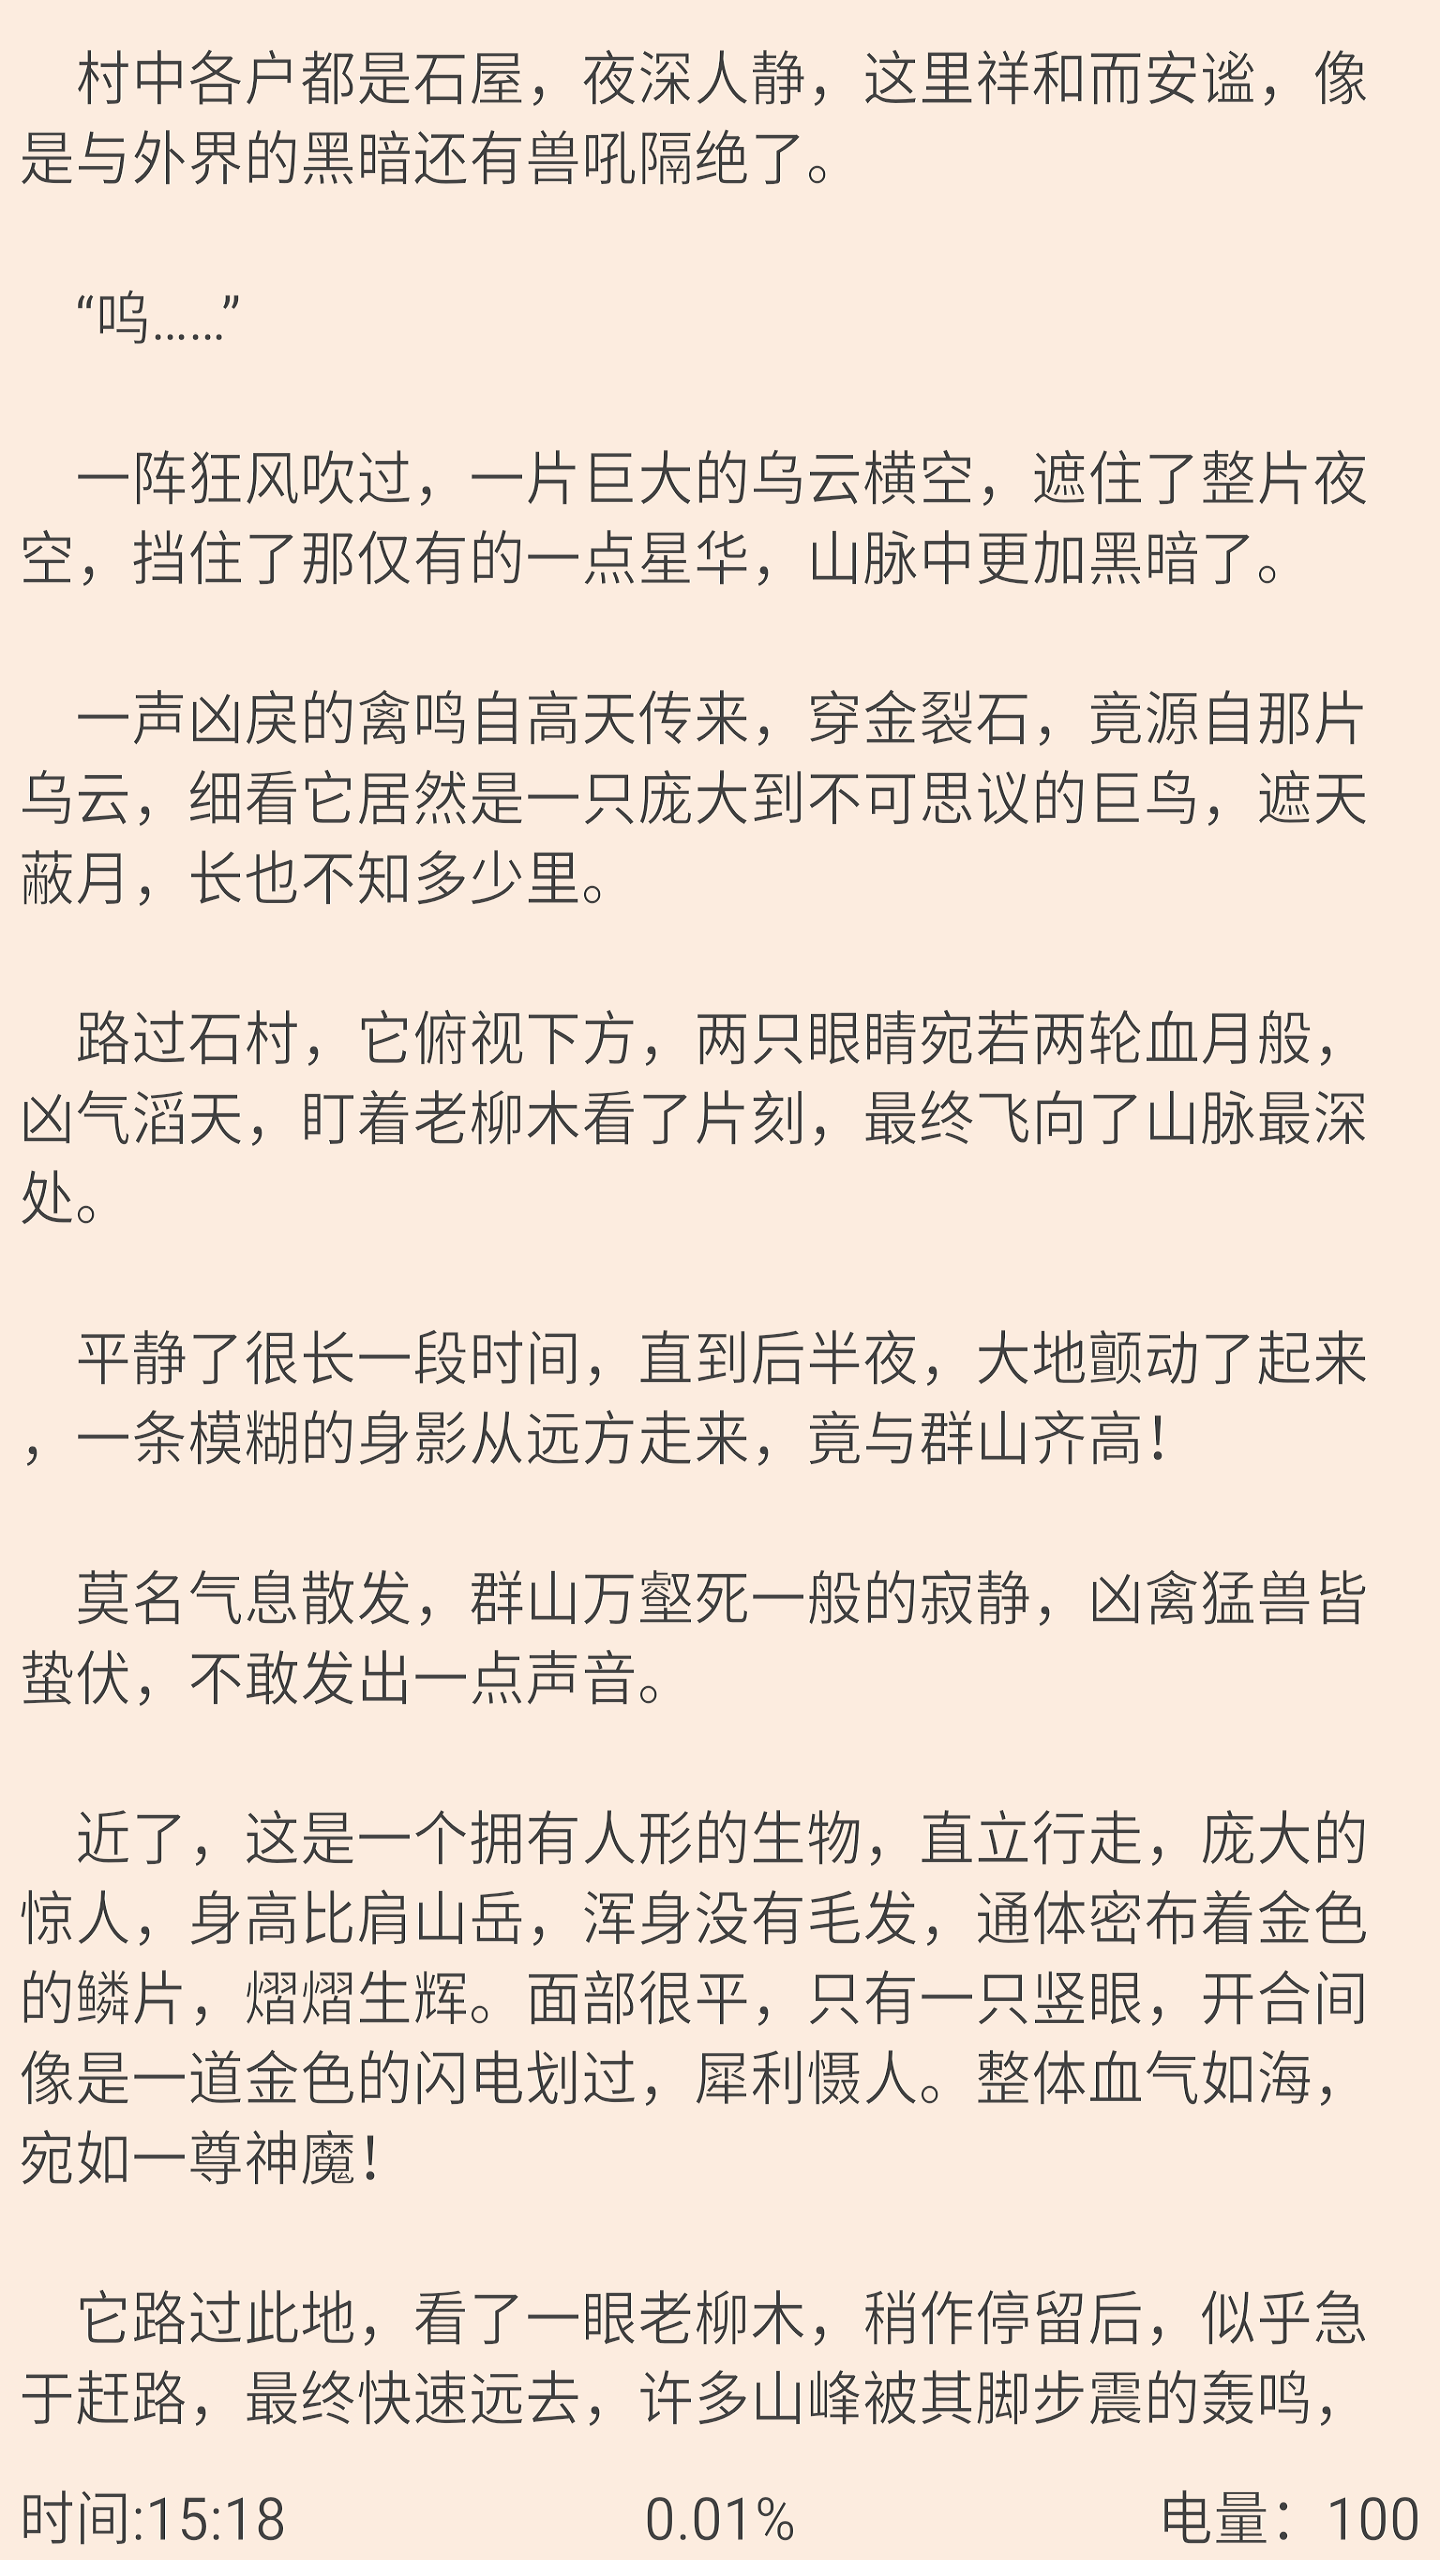 村中各户都是石屋，夜深人静，这里祥和而安谧，像
是与外界的黑暗还有兽吼隔绝了。
“呜……”
一阵狂风吹过，一片巨大的乌云横空，遮住了整片夜
空，挡住了那仅有的一点星华，山脉中更加黑暗了。
一声凶戾的禽鸣自高天传来，穿金裂石，竟源自那片
乌云，细看它居然是一只庞大到不可思议的巨鸟，遮天
蔽月，长也不知多少里。
路过石村，它俯视下方，两只眼睛宛若两轮血月般，
凶气滔天，盯着老柳木看了片刻，最终飞向了山脉最深
处。
平静了很长一段时间，直到后半夜，大地颤动了起来
，一条模糊的身影从远方走来，竟与群山齐高！
莫名气息散发，群山万壑死一般的寂静，凶禽猛兽皆
蛰伏，不敢发出一点声音。
近了，这是一个拥有人形的生物，直立行走，庞大的
惊人，身高比肩山岳，浑身没有毛发，通体密布着金色
的鳞片，熠熠生辉。面部很平，只有一只竖眼，开合间
像是一道金色的闪电划过，犀利慑人。整体血气如海，
宛如一尊神魔！
它路过此地，看了一眼老柳木，稍作停留后，似乎急
于赶路，最终快速远去，许多山峰被其脚步震的轰鸣，
时间:15:18 0.01% 电量：100